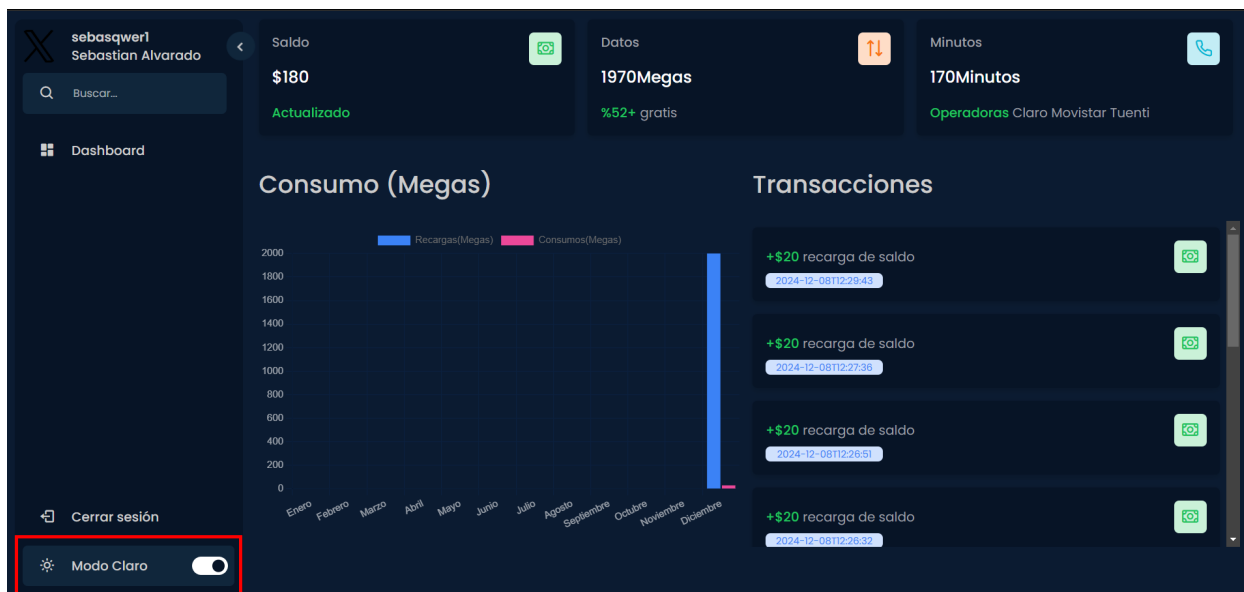 sebasqwer1
Sebastian Alvarado
Buscar...
Dashboard
Cerrar sesión
Modo Claro
Saldo
$180
Actualizado
Datos
1970Megas
%52+ gratis
Minutos
170Minutos
Operadoras Claro Movistar Tuenti
Consumo (Megas)
Recargas(Megas) Consumos(Megas)
2000
1800
1600
1400
1200
1000
800
600
400
200
0
Enero Febrero Marzo Abril Mayo Junio Julio Agosto Septiembre Octubre Noviembre Diciembre
Transacciones
+$20 recarga de saldo
2024-12-08T12:29:43
+$20 recarga de saldo
2024-12-08T12:27:36
+$20 recarga de saldo
2024-12-08T12:26:51
+$20 recarga de saldo
2024-12-08T12:26:32